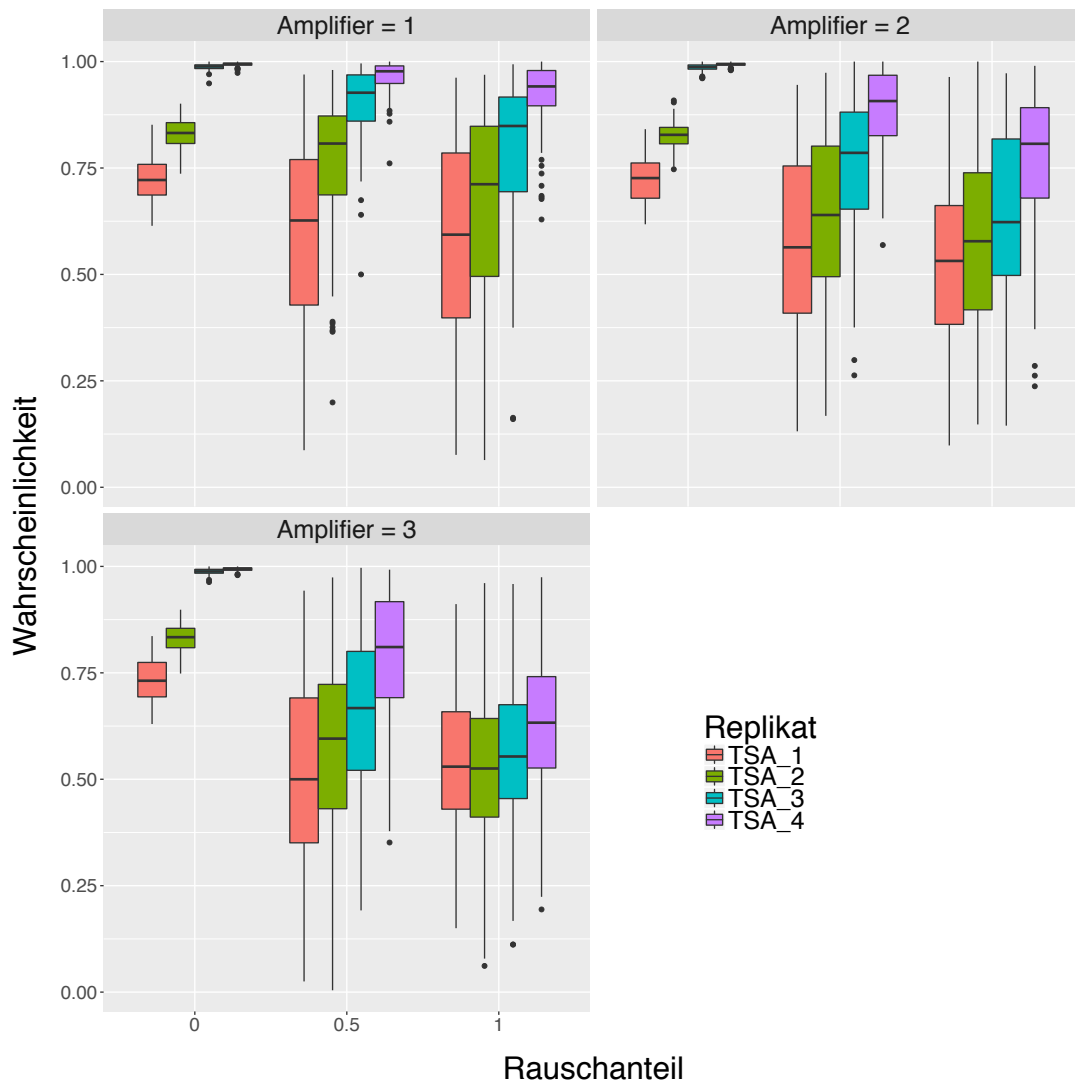 Amplifier = 1
Amplifier = 2
1.00
0.75
0.50
0.25
0.00
Amplifier = 3
1.00
0.75
0.50
0.25
0.00
0
0.5
1
Wahrscheinlichkeit
Rauschanteil
Replikat
TSA_1
TSA_2
TSA_3
TSA_4